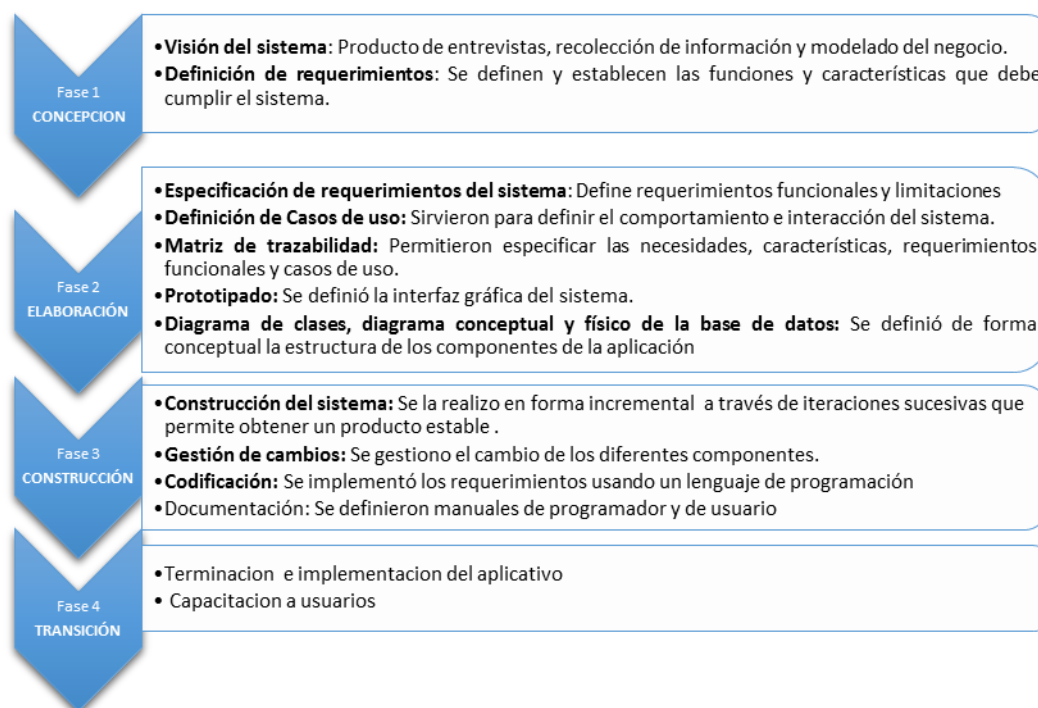 Fase 1
CONCEPCION
•Visión del sistema: Producto de entrevistas, recolección de información y modelado del negocio.
•Definición de requerimientos: Se definen y establecen las funciones y características que debe
cumplir el sistema.
Fase 2
ELABORACIÓN
•Especificación de requerimientos del sistema: Define requerimientos funcionales y limitaciones
•Definición de Casos de uso: Sirvieron para definir el comportamiento e interacción del sistema.
•Matriz de trazabilidad: Permitieron especificar las necesidades, características, requerimientos
funcionales y casos de uso.
•Prototipado: Se definió la interfaz gráfica del sistema.
•Diagrama de clases, diagrama conceptual y físico de la base de datos: Se definió de forma
conceptual la estructura de los componentes de la aplicación
Fase 3
CONSTRUCCIÓN
•Construcción del sistema: Se la realizo en forma incremental a través de iteraciones sucesivas que
permite obtener un producto estable .
•Gestión de cambios: Se gestiono el cambio de los diferentes componentes.
•Codificación: Se implementó los requerimientos usando un lenguaje de programación
•Documentación: Se definieron manuales de programador y de usuario
Fase 4
TRANSICIÓN
•Terminacion e implementacion del aplicativo
• Capacitacion a usuarios